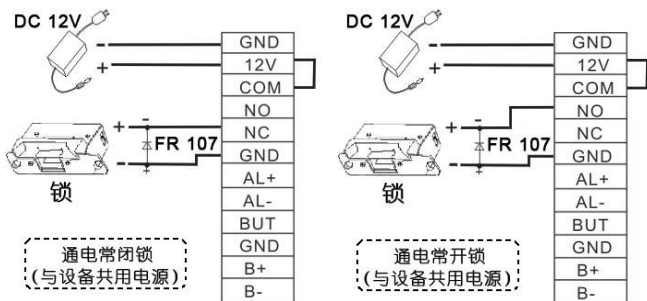 DC 12V
-
+
GND
12V
COM
NO
NC
GND
AL+
AL-
BUT
GND
B+
B-
+
-
-
FR 107
+
锁
通电常闭锁
(与设备共用电源)
DC 12V
-
+
GND
12V
COM
NO
NC
GND
AL+
AL-
BUT
GND
B+
B-
+
-
-
FR 107
+
锁
通电常开锁
(与设备共用电源)